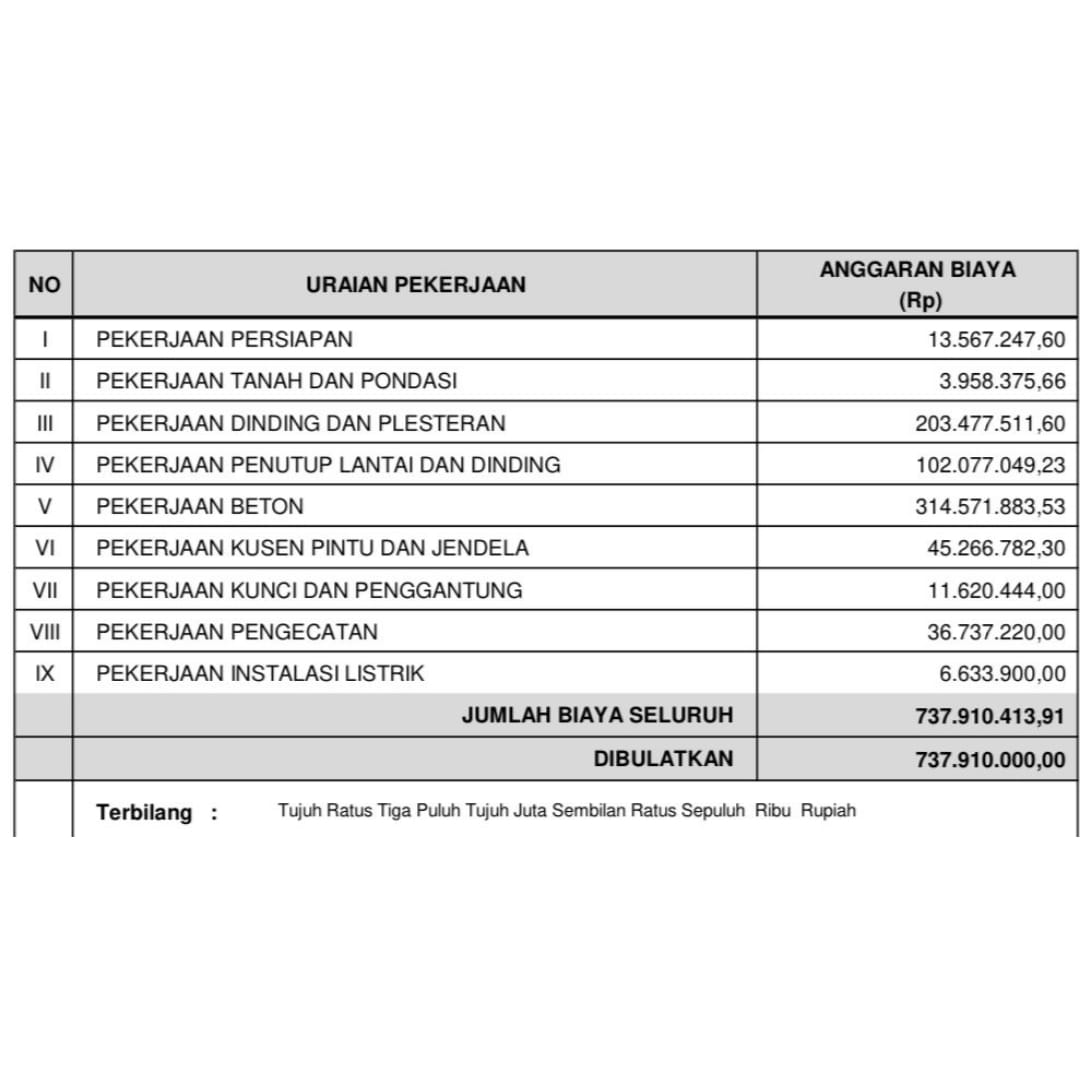 NO URAIAN PEKERJAAN ANGGARAN BIAYA
(Rp)
I PEKERJAAN PERSIAPAN 13.567.247,60
II PEKERJAAN TANAH DAN PONDASI 3.958.375,66
III PEKERJAAN DINDING DAN PLESTERAN 203.477.511,60
IV PEKERJAAN PENUTUP LANTAI DAN DINDING 102.077.049,23
V PEKERJAAN BETON 314.571.883,53
VI PEKERJAAN KUSEN PINTU DAN JENDELA 45.266.782,30
VII PEKERJAAN KUNCI DAN PENGGANTUNG 11.620.444,00
VIII PEKERJAAN PENGECATAN 36.737.220,00
IX PEKERJAAN INSTALASI LISTRIK 6.633.900,00
JUMLAH BIAYA SELURUH 737.910.413,91
DIBULATKAN 737.910.000,00
Terbilang : Tujuh Ratus Tiga Puluh Tujuh Juta Sembilan Ratus Sepuluh Ribu Rupiah